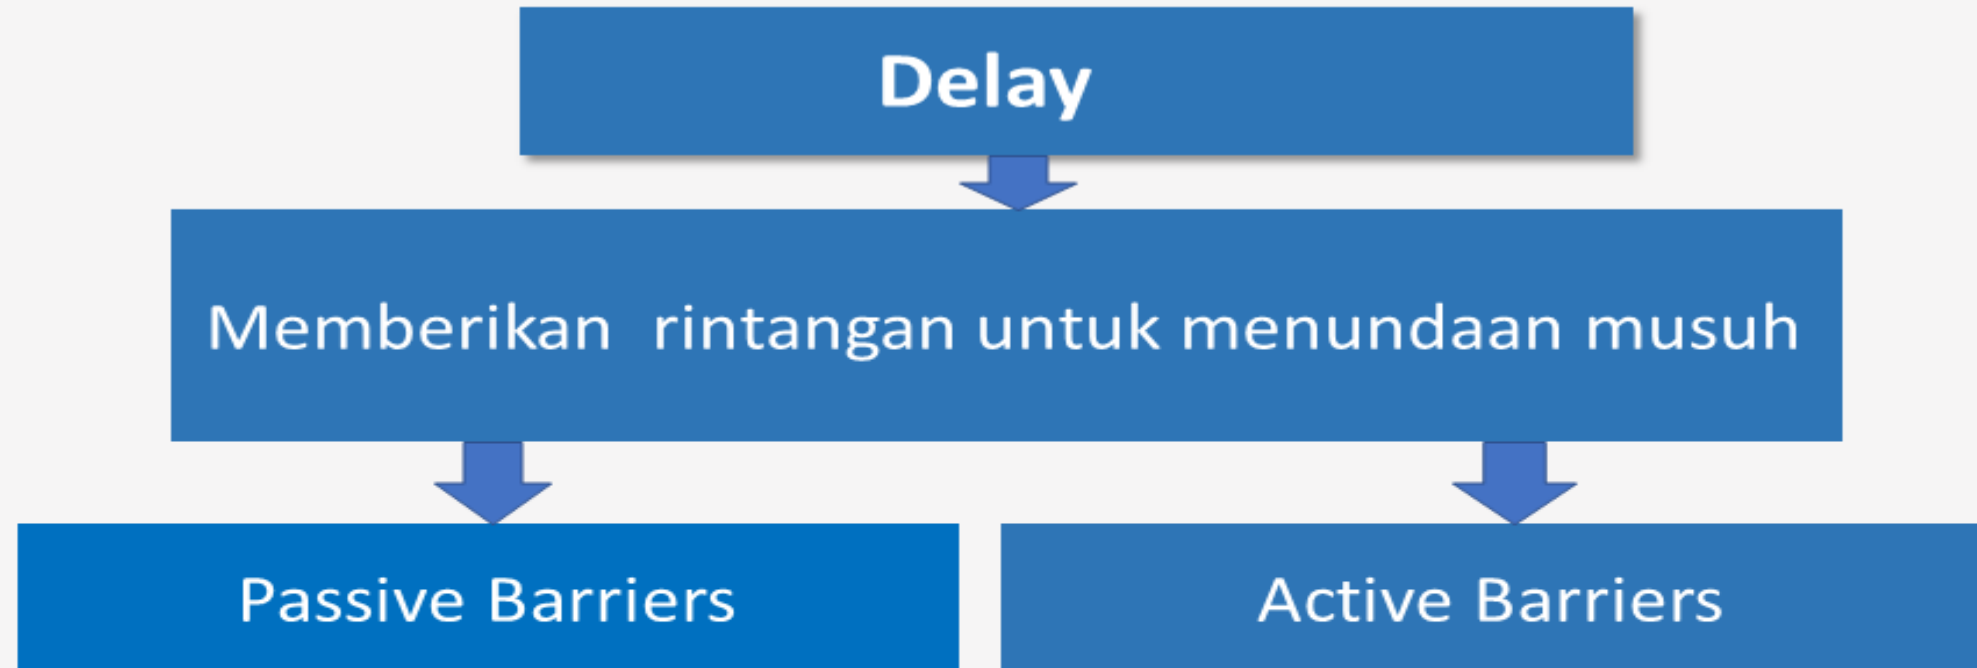 Delay
Memberikan rintangan untuk menundaan musuh
Passive Barriers
Active Barriers